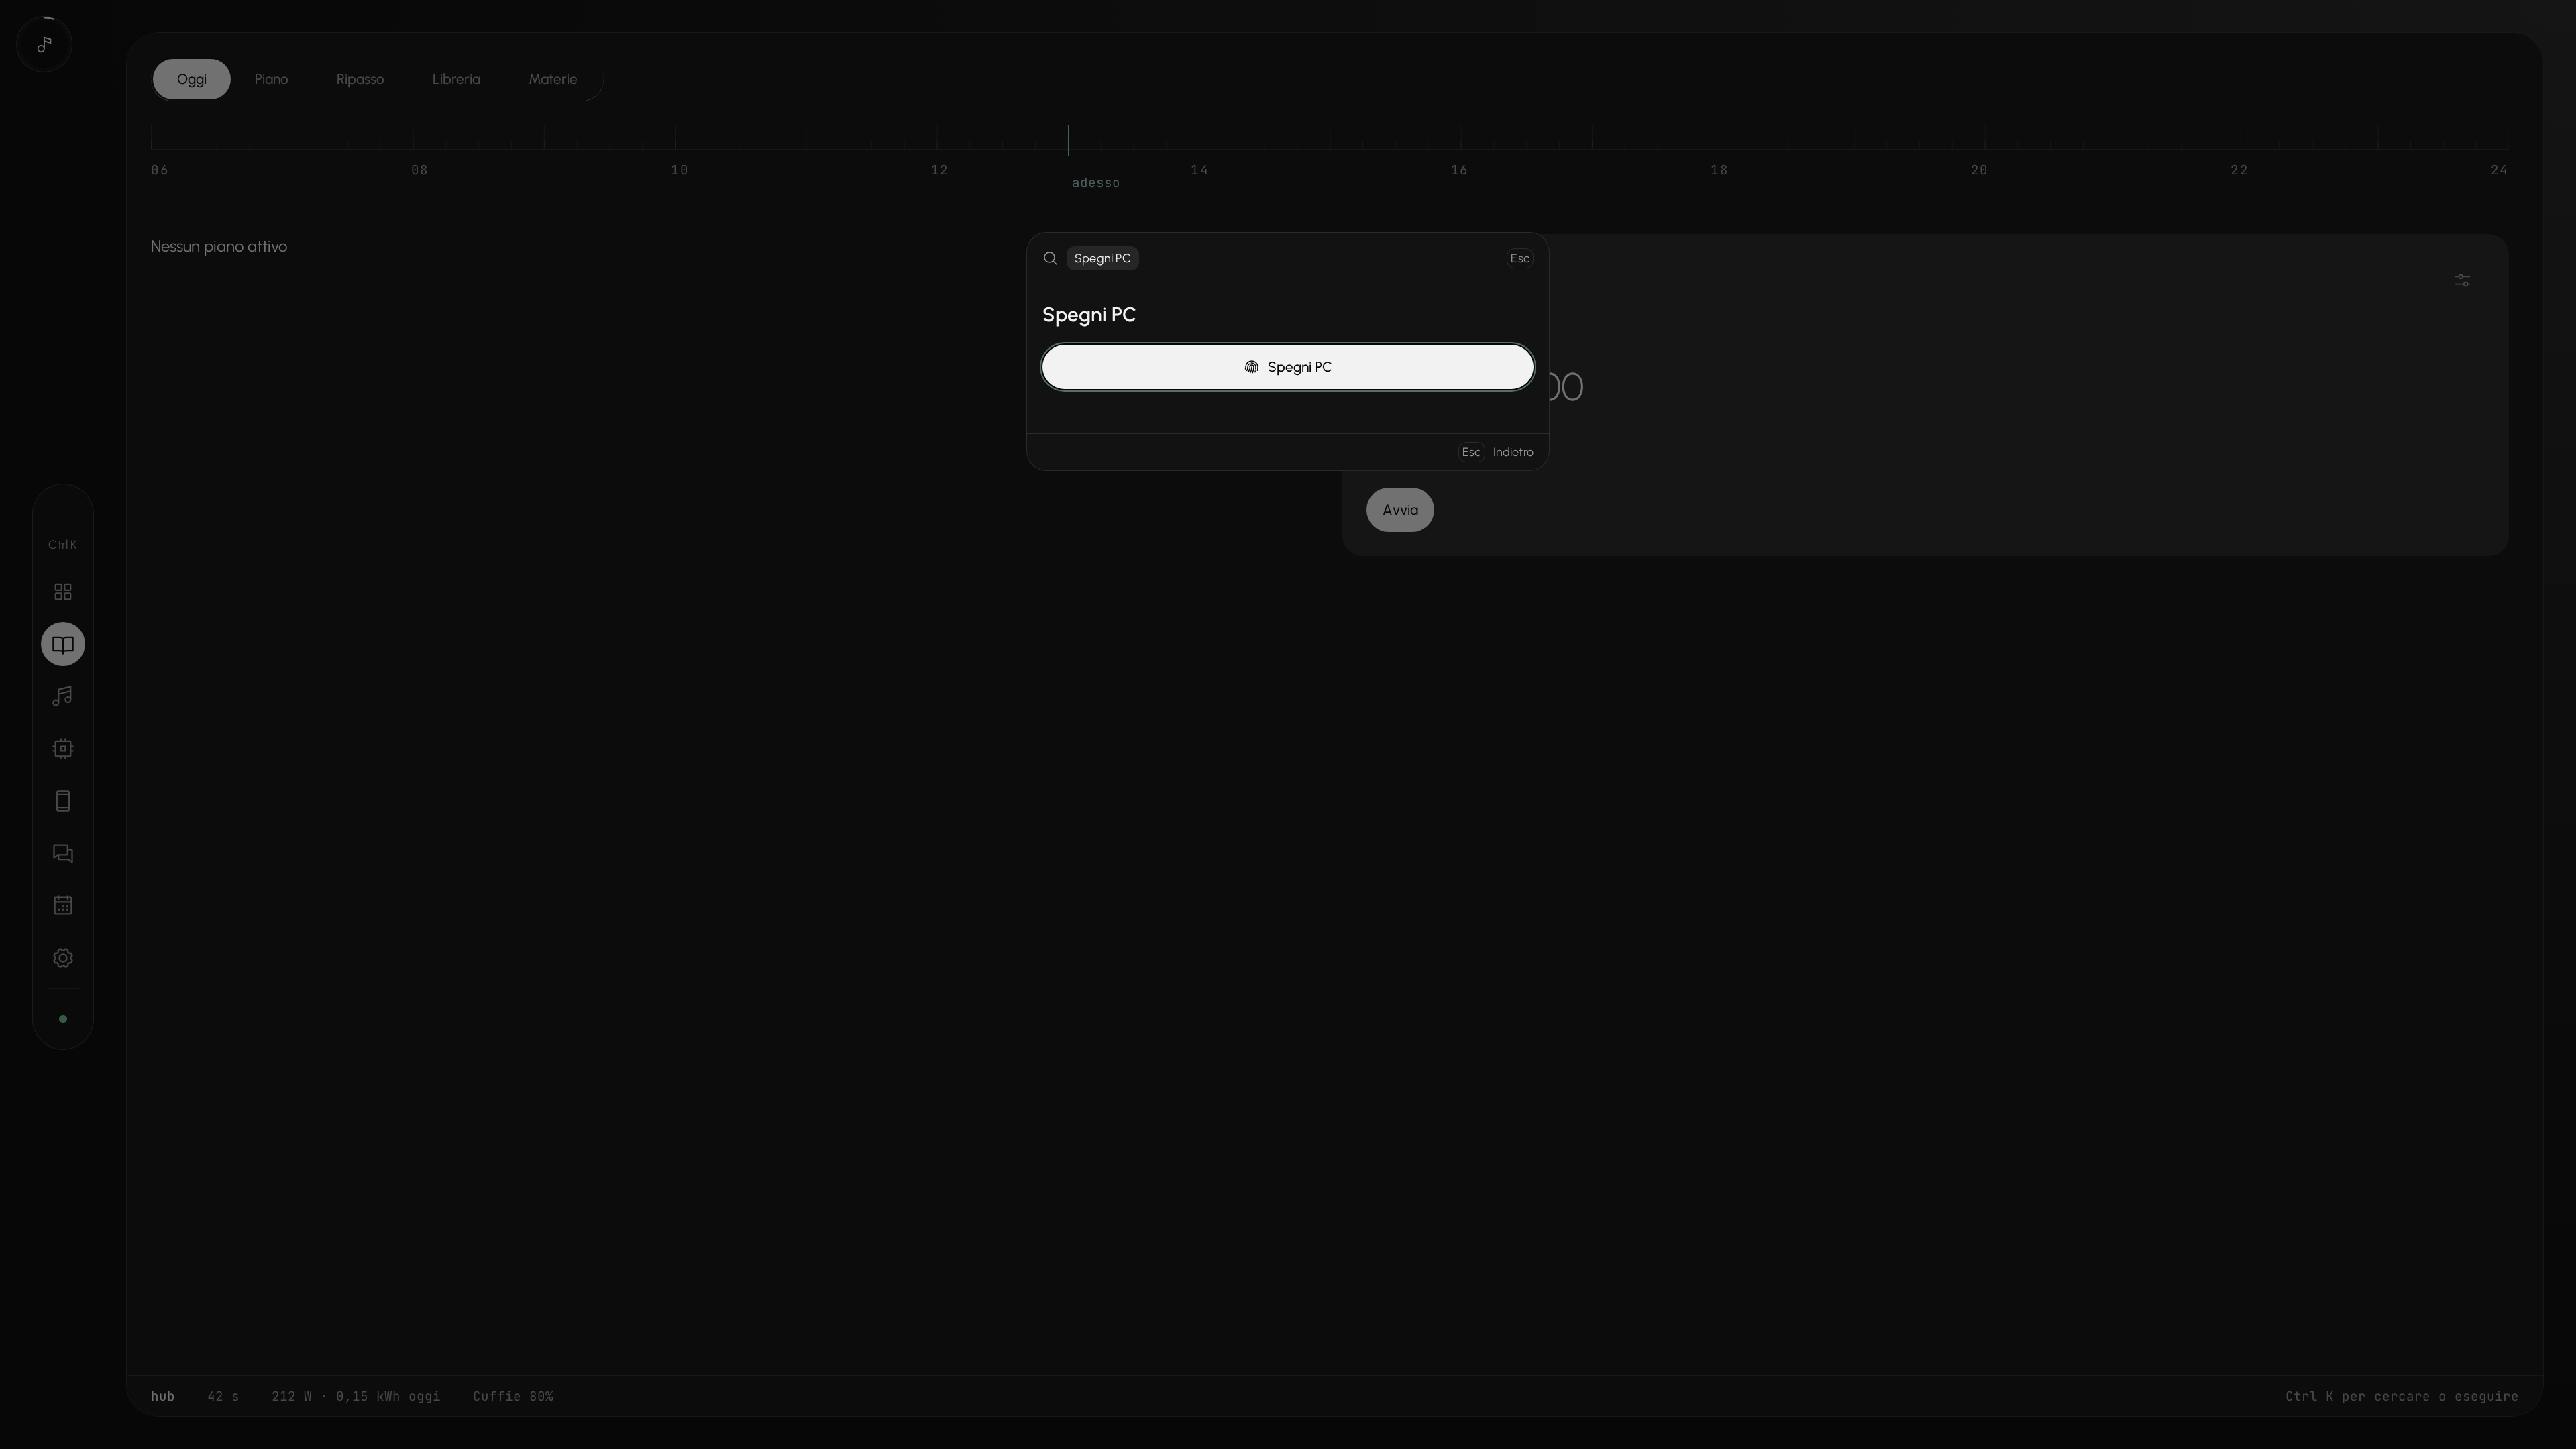 Oggi Piano Ripasso Libreria Materie
06 08 10 12 14 16 18 20 22 24
adesso
Nessun piano attivo
Spegni PC Esc
Spegni PC
Spegni PC
00
Esc Indietro
Avvia
Ctrl K
hub 42 s 212 W · 0,15 kWh oggi Cuffie 80% Ctrl K per cercare o eseguire